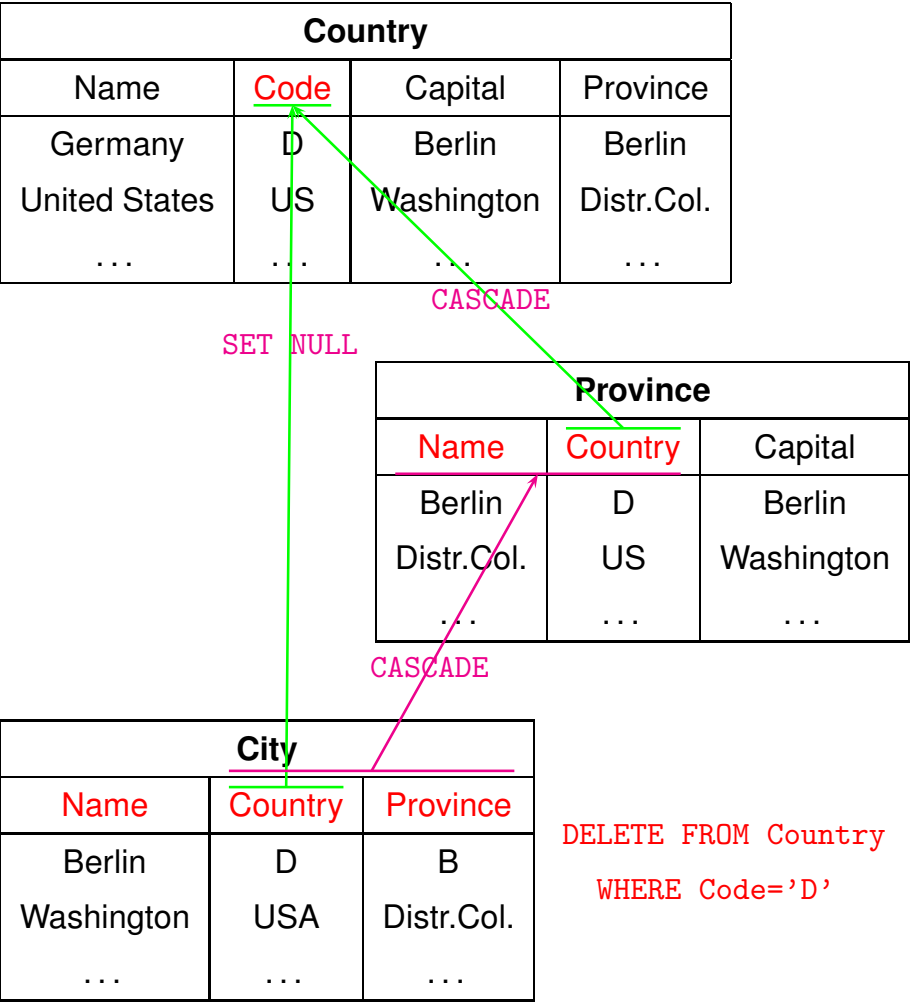 Country
Name Code Capital Province
Germany D Berlin Berlin
United States US Washington Distr.Col.
. . . . . . . . . . . .
CASCADE
SET NULL
Province
Name Country Capital
Berlin D Berlin
Distr.Col. US Washington
. . . . . . . . .
CASCADE
City
Name Country Province
Berlin D B
Washington USA Distr.Col.
. . . . . . . . .
DELETE FROM Country
WHERE Code=’D’